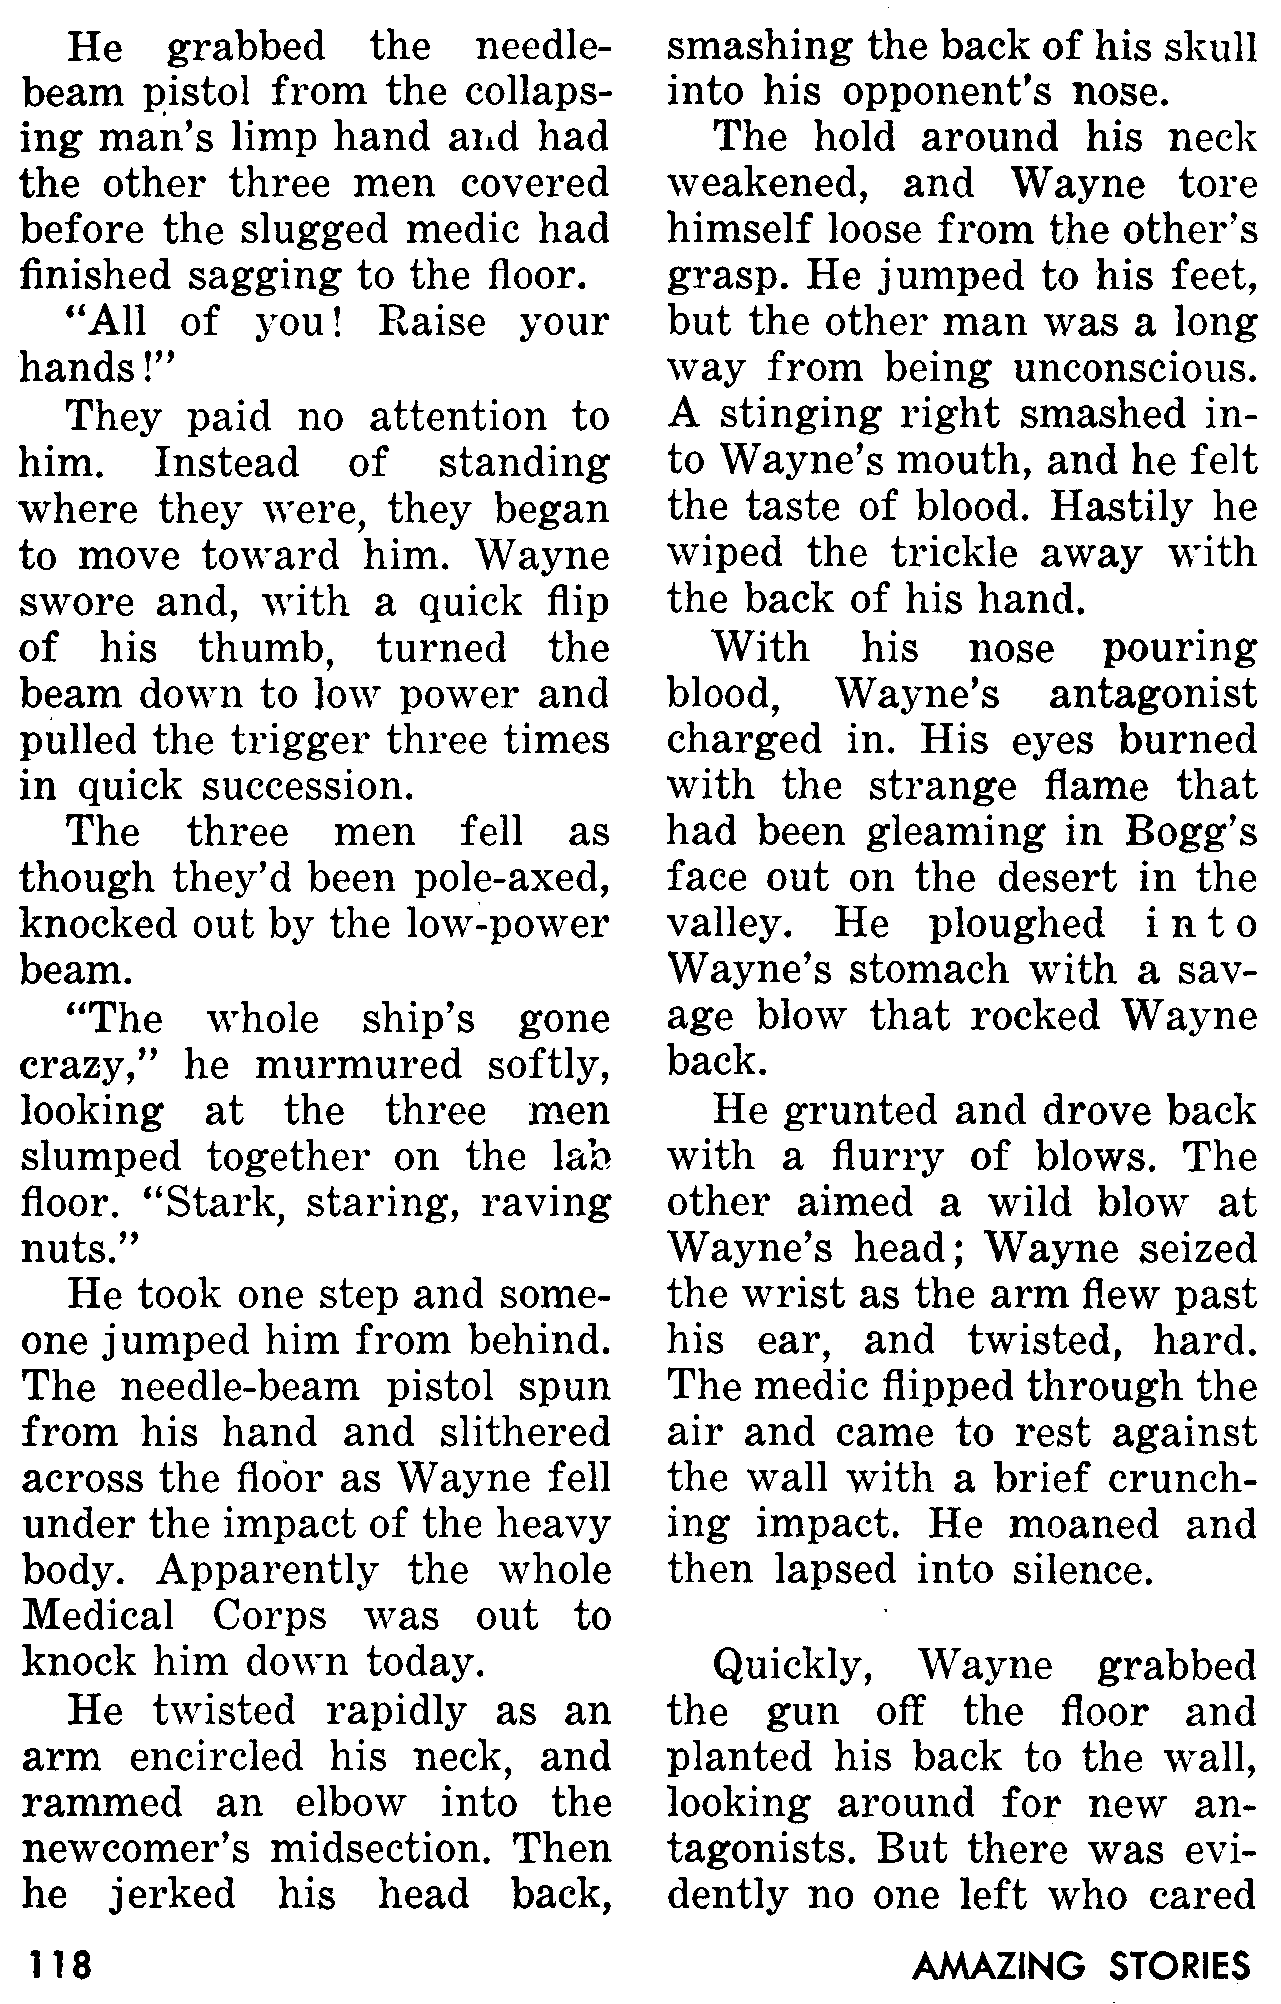 He grabbed the needle-
beam pistol from the collaps-
ing man's limp hand and had
the other three men covered
before the slugged medic had
finished sagging to the floor.
"All of you! Raise your
hands!"
They paid no attention to
him. Instead of standing
where they were, they began
to move toward him. Wayne
swore and, with a quick flip
of his thumb, turned the
beam down to low power and
pulled the trigger three times
in quick succession.
The three men fell as
though they'd been pole-axed,
knocked out by the low-power
beam.
"The whole ship's gone
crazy," he murmured softly,
looking at the three men
slumped together on the lab
floor. "Stark, staring, raving
nuts."
He took one step and some-
one jumped him from behind.
The needle-beam pistol spun
from his hand and slithered
across the floor as Wayne fell
under the impact of the heavy
body. Apparently the whole
Medical Corps was out to
knock him down today.
He twisted rapidly as an
arm encircled his neck, and
rammed an elbow into the
newcomer's midsection. Then
he jerked his head back,
smashing the back of his skull
into his opponent's nose.
The hold around his neck
weakened, and Wayne tore
himself loose from the other's
grasp. He jumped to his feet,
but the other man was a long
way from being unconscious.
A stinging right smashed in-
to Wayne's mouth, and he felt
the taste of blood. Hastily he
wiped the trickle away with
the back of his hand.
With his nose pouring
blood, Wayne's antagonist
charged in. His eyes burned
with the strange flame that
had been gleaming in Bogg's
face out on the desert in the
valley. He ploughed into
Wayne's stomach with a sav-
age blow that rocked Wayne
back.
He grunted and drove back
with a flurry of blows. The
other aimed a wild blow at
Wayne's head; Wayne seized
the wrist as the arm flew past
his ear, and twisted, hard.
The medic flipped through the
air and came to rest against
the wall with a brief crunch-
ing impact. He moaned and
then lapsed into silence.
Quickly, Wayne grabbed
the gun off the floor and
planted his back to the wall,
looking around for new an-
tagonists. But there was evi-
dently no one left who cared
118
AMAZING STORIES